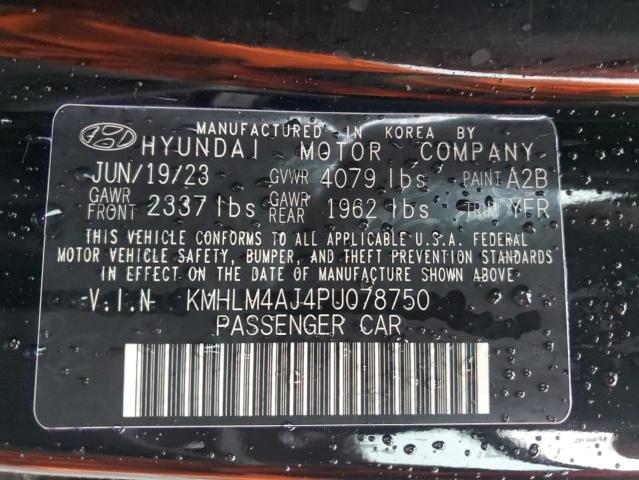 MANUFACTURED IN KOREA BY
HYUNDAI MOTOR COMPANY
JUN/19/23 GVWR 4079 lbs PAINT A2B
GAWR FRONT 2337 lbs GAWR REAR 1962 lbs TRIM YFR
THIS VEHICLE CONFORMS TO ALL APPLICABLE U.S.A. FEDERAL
MOTOR VEHICLE SAFETY, BUMPER, AND THEFT PREVENTION STANDARDS
IN EFFECT ON THE DATE OF MANUFACTURE SHOWN ABOVE.
V.I.N KMHLM4AJ4PU078750
PASSENGER CAR